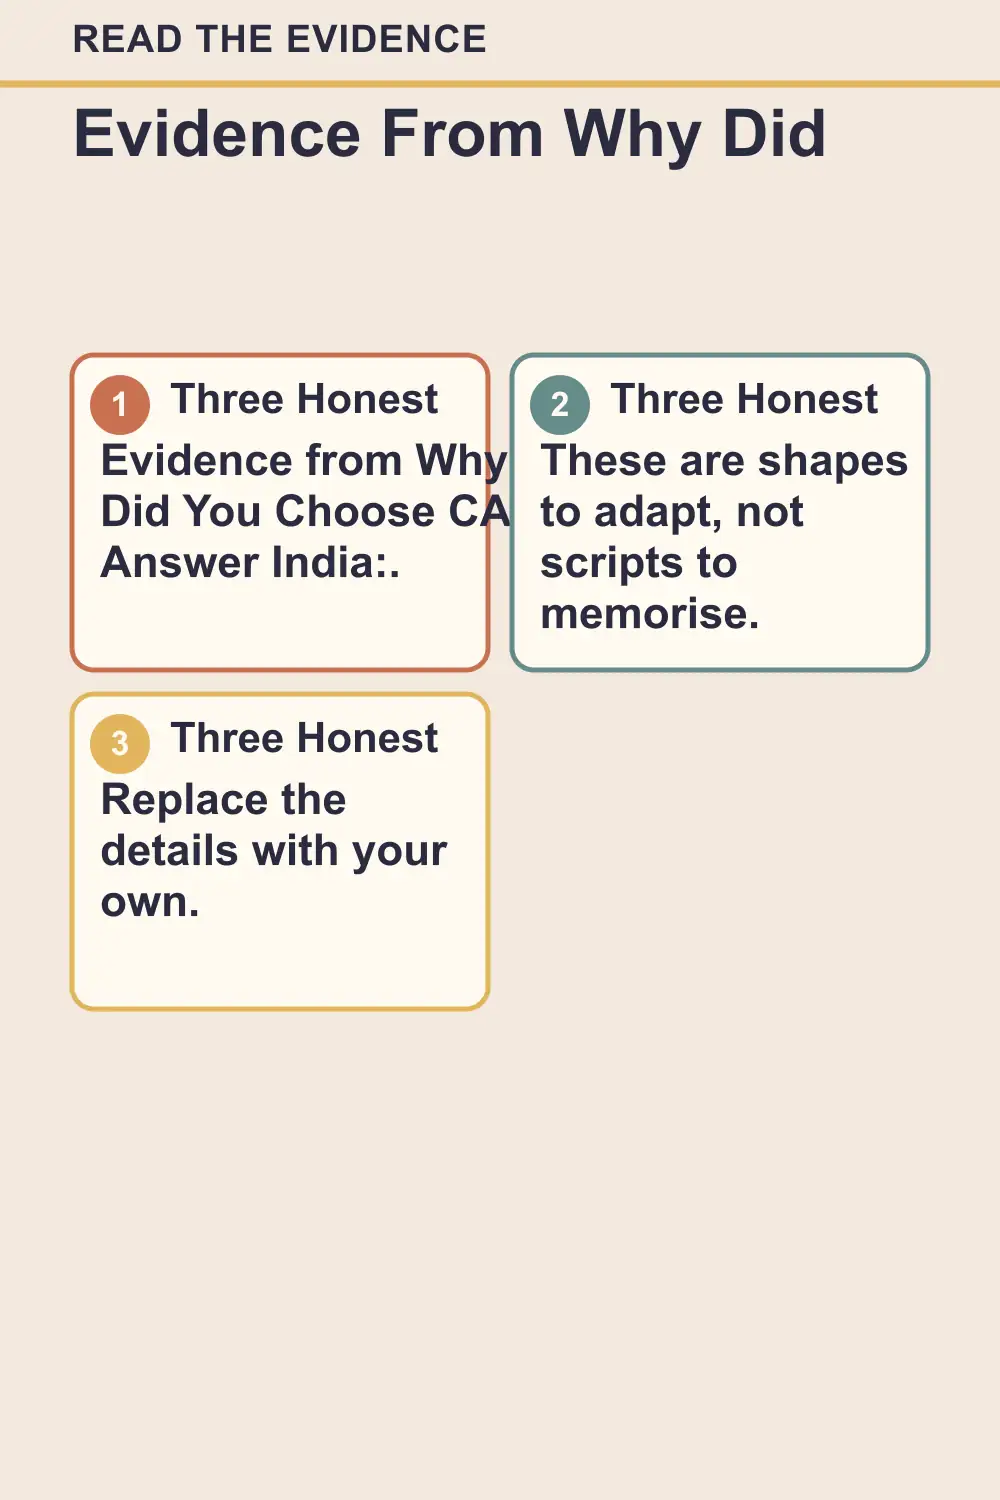 READ THE EVIDENCE
Evidence From Why Did
1 Three Honest
Evidence from Why
Did You Choose CA
Answer India:.
2 Three Honest
These are shapes
to adapt, not
scripts to
memorise.
3 Three Honest
Replace the
details with your
own.